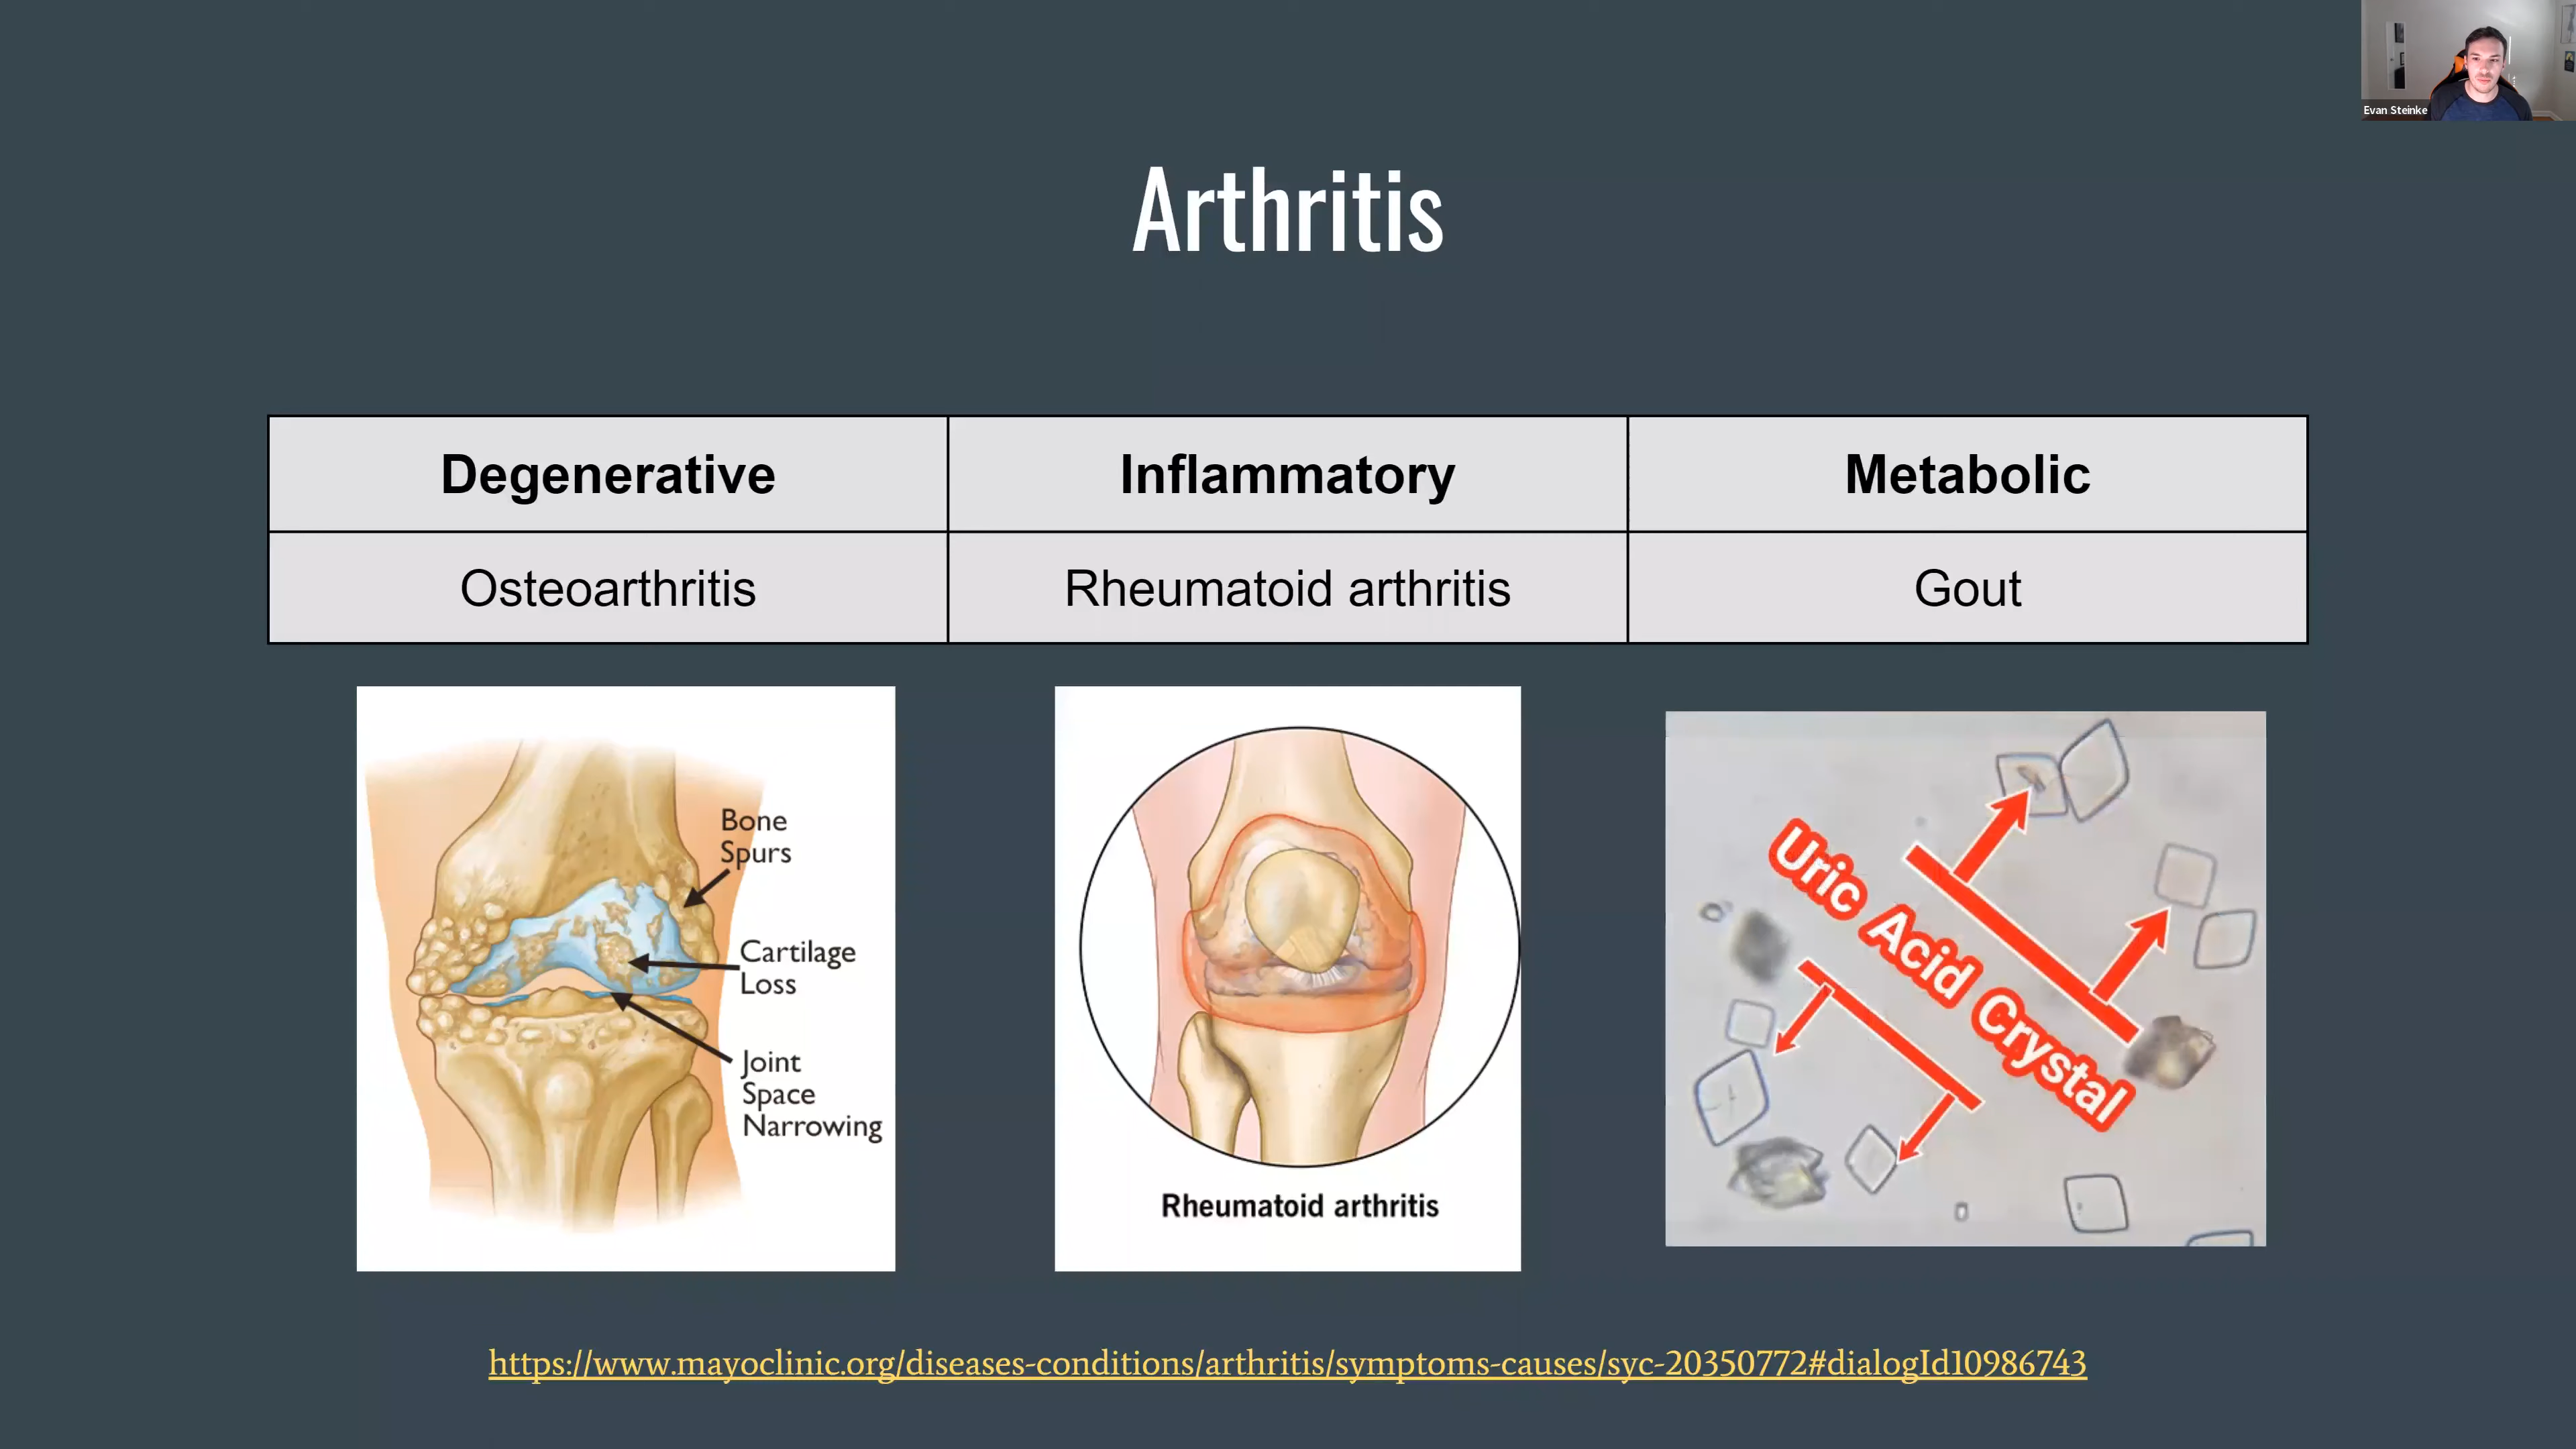 Evan Steinke
Arthritis
Degenerative
Inflammatory
Metabolic
Osteoarthritis
Rheumatoid arthritis
Gout
Bone
Spurs
Cartilage
Loss
Joint
Space
Narrowing
Rheumatoid arthritis
Uric Acid Crystal
https://www.mayoclinic.org/diseases-conditions/arthritis/symptoms-causes/syc-20350772#dialogId10986743